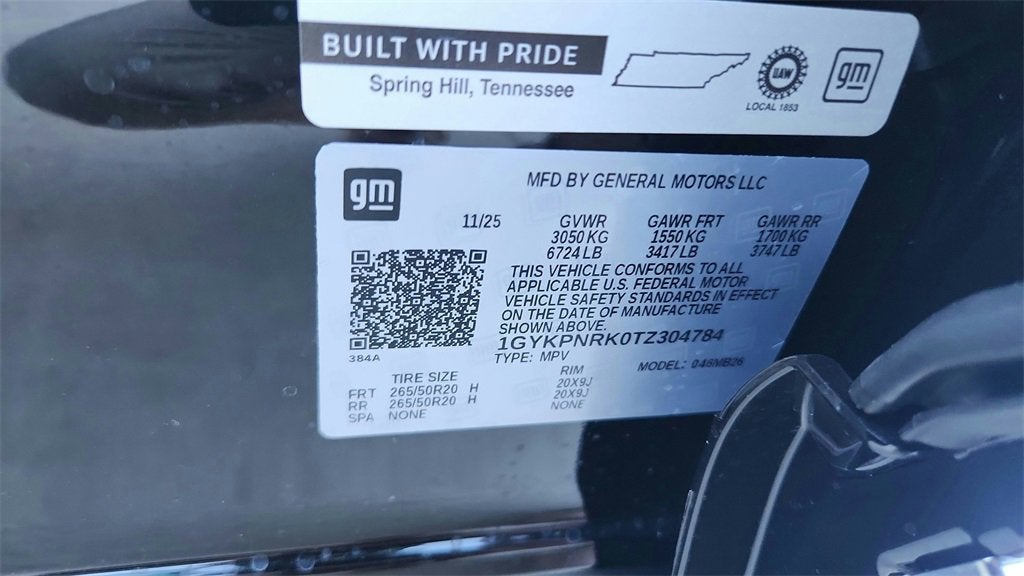 BUILT WITH PRIDE
Spring Hill, Tennessee
UAW
LOCAL 1853
gm
gm
MFD BY GENERAL MOTORS LLC
11/25 GVWR GAWR FRT GAWR RR
3050 KG 1550 KG 1700 KG
6724 LB 3417 LB 3747 LB
THIS VEHICLE CONFORMS TO ALL
APPLICABLE U.S. FEDERAL MOTOR
VEHICLE SAFETY STANDARDS IN EFFECT
ON THE DATE OF MANUFACTURE
SHOWN ABOVE.
1GYKPNRK0TZ304784
TYPE: MPV MODEL: 046MB26
384A
TIRE SIZE RIM
FRT 265/50R20 H 20X9J
RR 265/50R20 H 20X9J
SPA NONE NONE